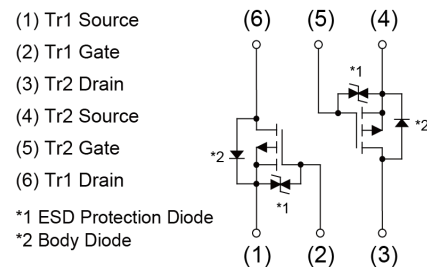 (1) Tr1 Source
(2) Tr1 Gate
(3) Tr2 Drain
(4) Tr2 Source
(5) Tr2 Gate
(6) Tr1 Drain
*1 ESD Protection Diode
*2 Body Diode
(6) (5) (4)
*1
*2
*2
*1
(1) (2) (3)